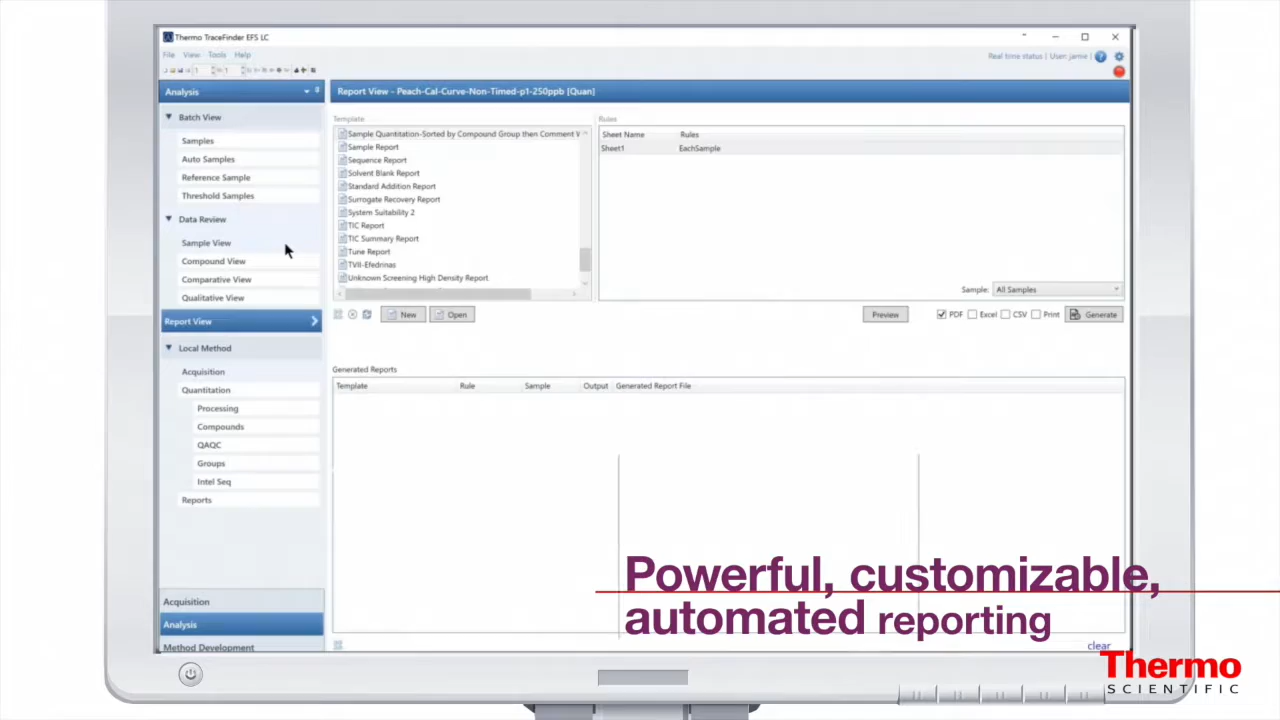 Thermo TraceFinder EFS LC
File View Tools Help
Real time status | User: jamie |
Analysis
Report View - Peach-Cal-Curve-Non-Timed-p1-250ppb [Quan]
Batch View
Samples
Auto Samples
Reference Sample
Threshold Samples
Data Review
Sample View
Compound View
Comparative View
Qualitative View
Report View
Local Method
Acquisition
Quantitation
Processing
Compounds
QAQC
Groups
Intel Seq
Reports
Acquisition
Analysis
Method Development
Template
Sample Quantitation-Sorted by Compound Group then Comment V
Sample Report
Sequence Report
Solvent Blank Report
Standard Addition Report
Surrogate Recovery Report
System Suitability 2
TIC Report
TIC Summary Report
Tune Report
TVII-Efedrinas
Unknown Screening High Density Report
New Open
Rules
Sheet Name Rules
Sheet1 EachSample
Sample: All Samples
Preview PDF Excel CSV Print Generate
Generated Reports
Template Rule Sample Output Generated Report File
Powerful, customizable,
automated reporting
clear
Thermo
SCIENTIFIC